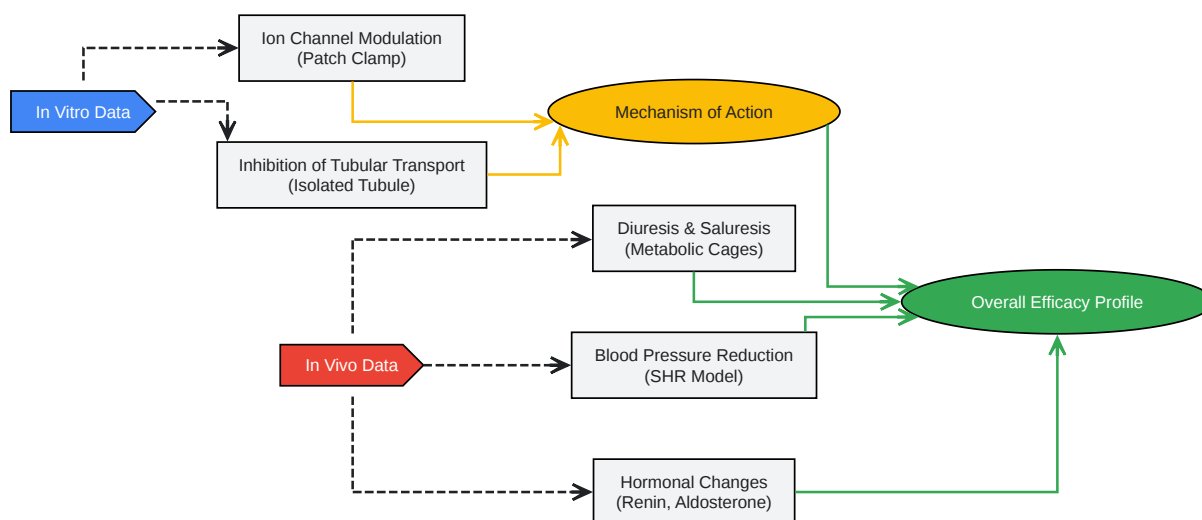 Ion Channel Modulation
(Patch Clamp)
In Vitro Data
Mechanism of Action
Inhibition of Tubular Transport
(Isolated Tubule)
Diuresis & Saluresis
(Metabolic Cages)
Overall Efficacy Profile
In Vivo Data
Blood Pressure Reduction
(SHR Model)
Hormonal Changes
(Renin, Aldosterone)